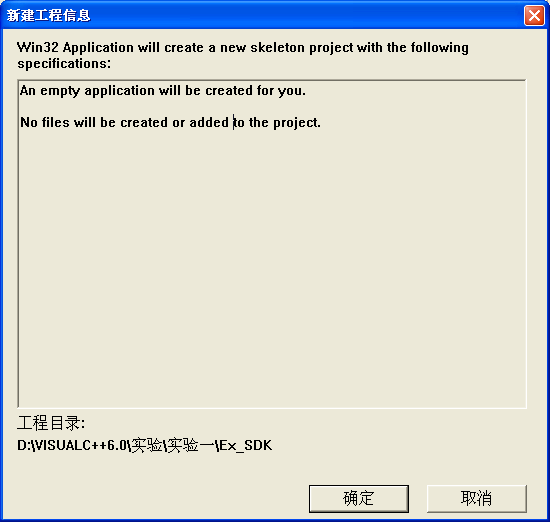 新建工程信息
Win32 Application will create a new skeleton project with the following
specifications:
An empty application will be created for you.
No files will be created or added to the project.
工程目录:
D:\VISUALC++6.0\实验\实验一\Ex_SDK
确定
取消